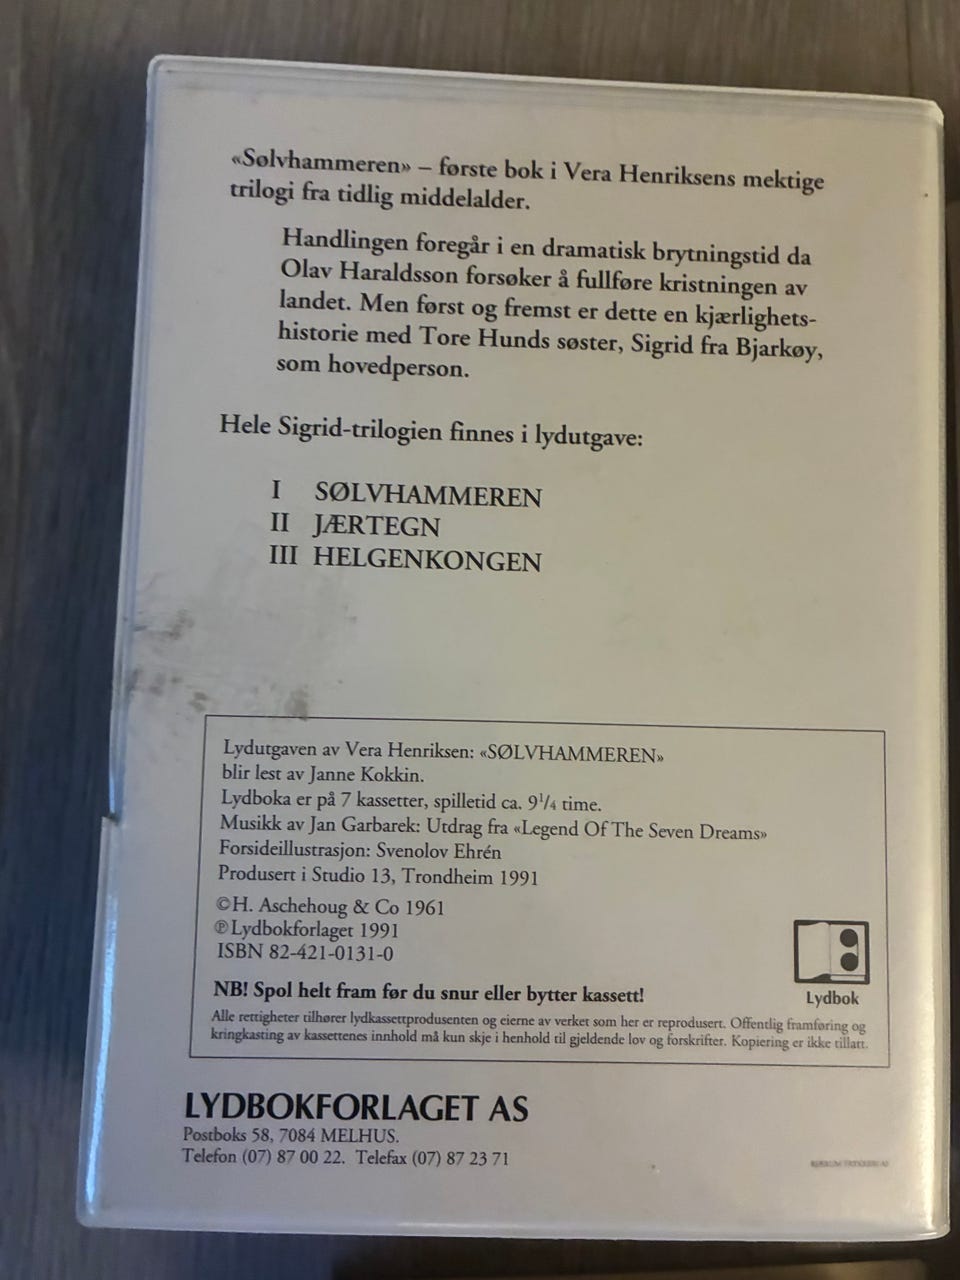 «Sølvhammeren» – første bok i Vera Henriksens mektige
trilogi fra tidlig middelalder.
Handlingen foregår i en dramatisk brytningstid da
Olav Haraldsson forsøker å fullføre kristningen av
landet. Men først og fremst er dette en kjærlighets-
historie med Tore Hunds søster, Sigrid fra Bjarkøy,
som hovedperson.
Hele Sigrid-trilogien finnes i lydutgave:
I SØLVHAMMEREN
II JÆRTEGN
III HELGENKONGEN
Lydutgaven av Vera Henriksen: «SØLVHAMMEREN»
blir lest av Janne Kokkin.
Lydboka er på 7 kassetter, spilletid ca. 9¹/₄ time.
Musikk av Jan Garbarek: Utdrag fra «Legend Of The Seven Dreams»
Forsideillustrasjon: Svenolov Ehrén
Produsert i Studio 13, Trondheim 1991
©H. Aschehoug & Co 1961
℗Lydbokforlaget 1991
ISBN 82-421-0131-0
Lydbok
NB! Spol helt fram før du snur eller bytter kassett!
Alle rettigheter tilhører lydkassettprodusenten og eierne av verket som her er reprodusert. Offentlig framføring og
kringkasting av kassettenes innhold må kun skje i henhold til gjeldende lov og forskrifter. Kopiering er ikke tillatt.
LYDBOKFORLAGET AS
Postboks 58, 7084 MELHUS.
Telefon (07) 87 00 22. Telefax (07) 87 23 71